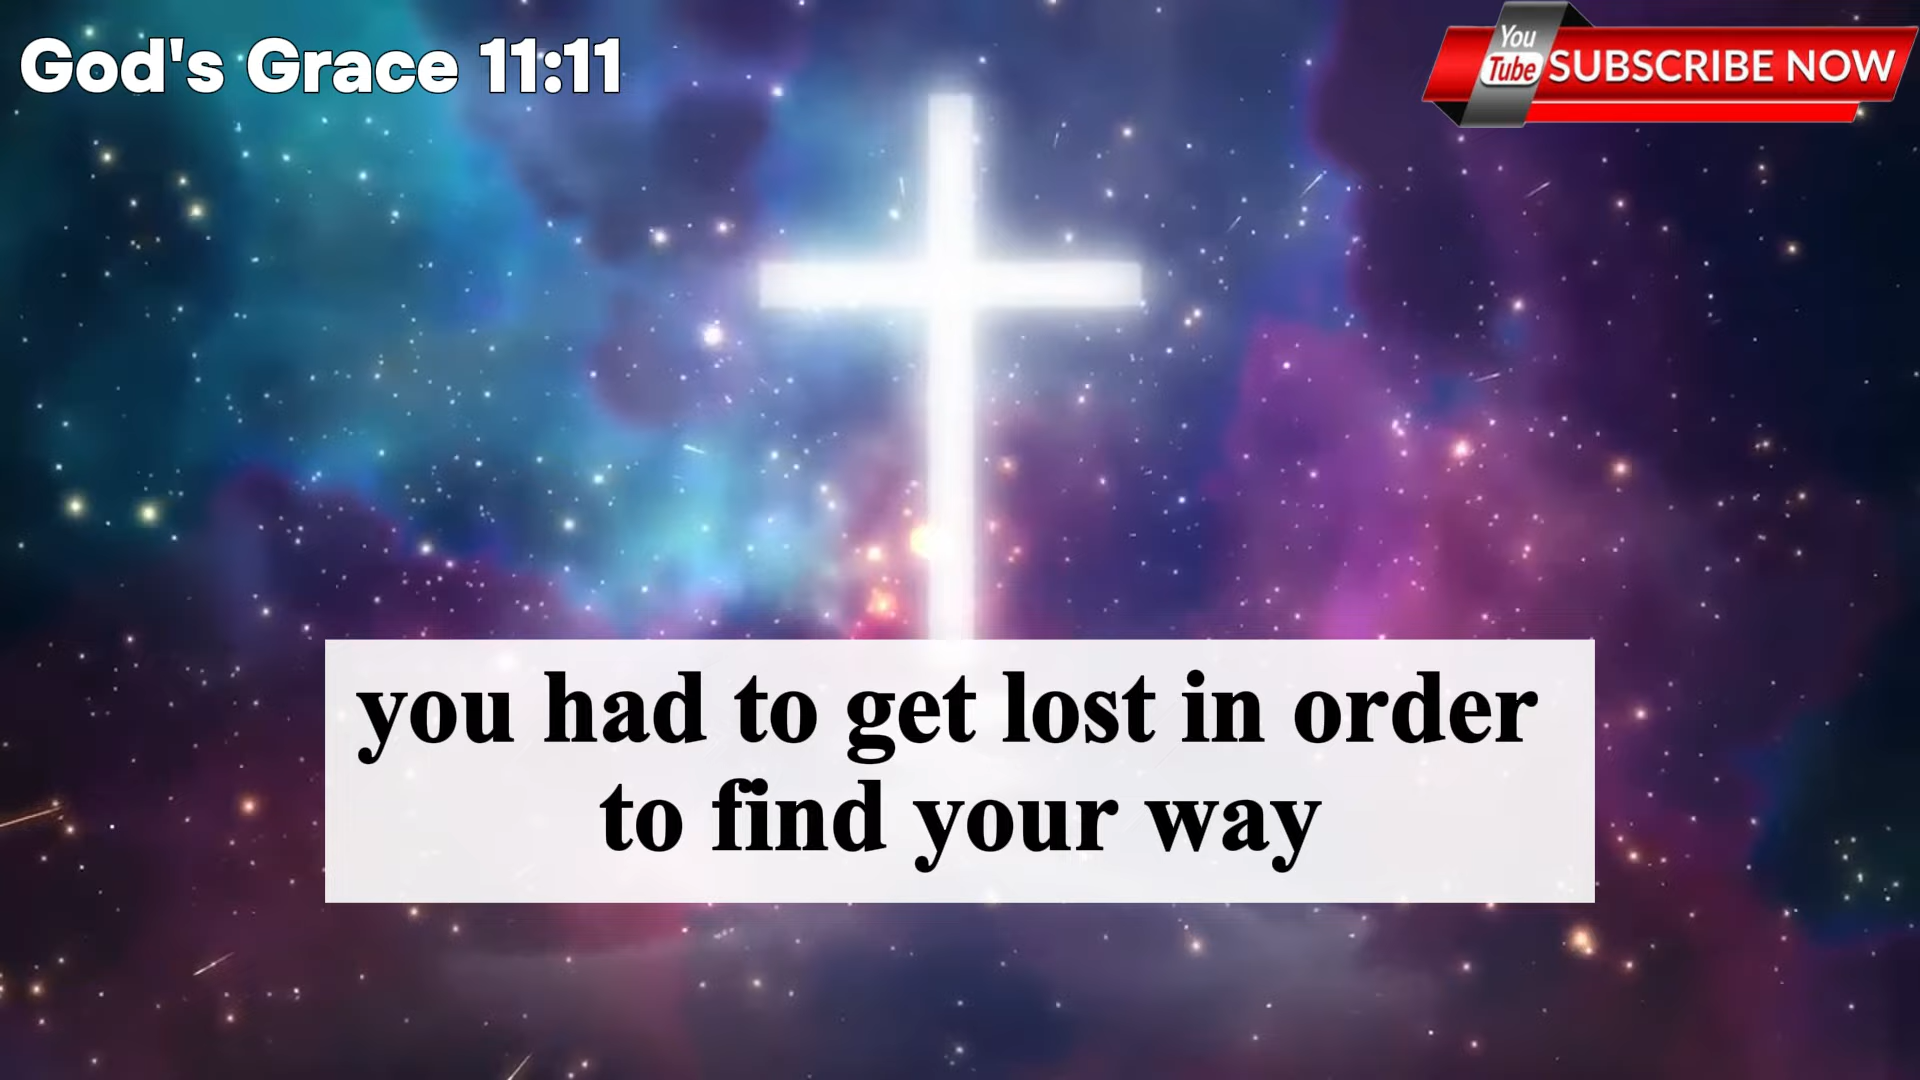 God's Grace 11:11
You
Tube SUBSCRIBE NOW
you had to get lost in order
to find your way